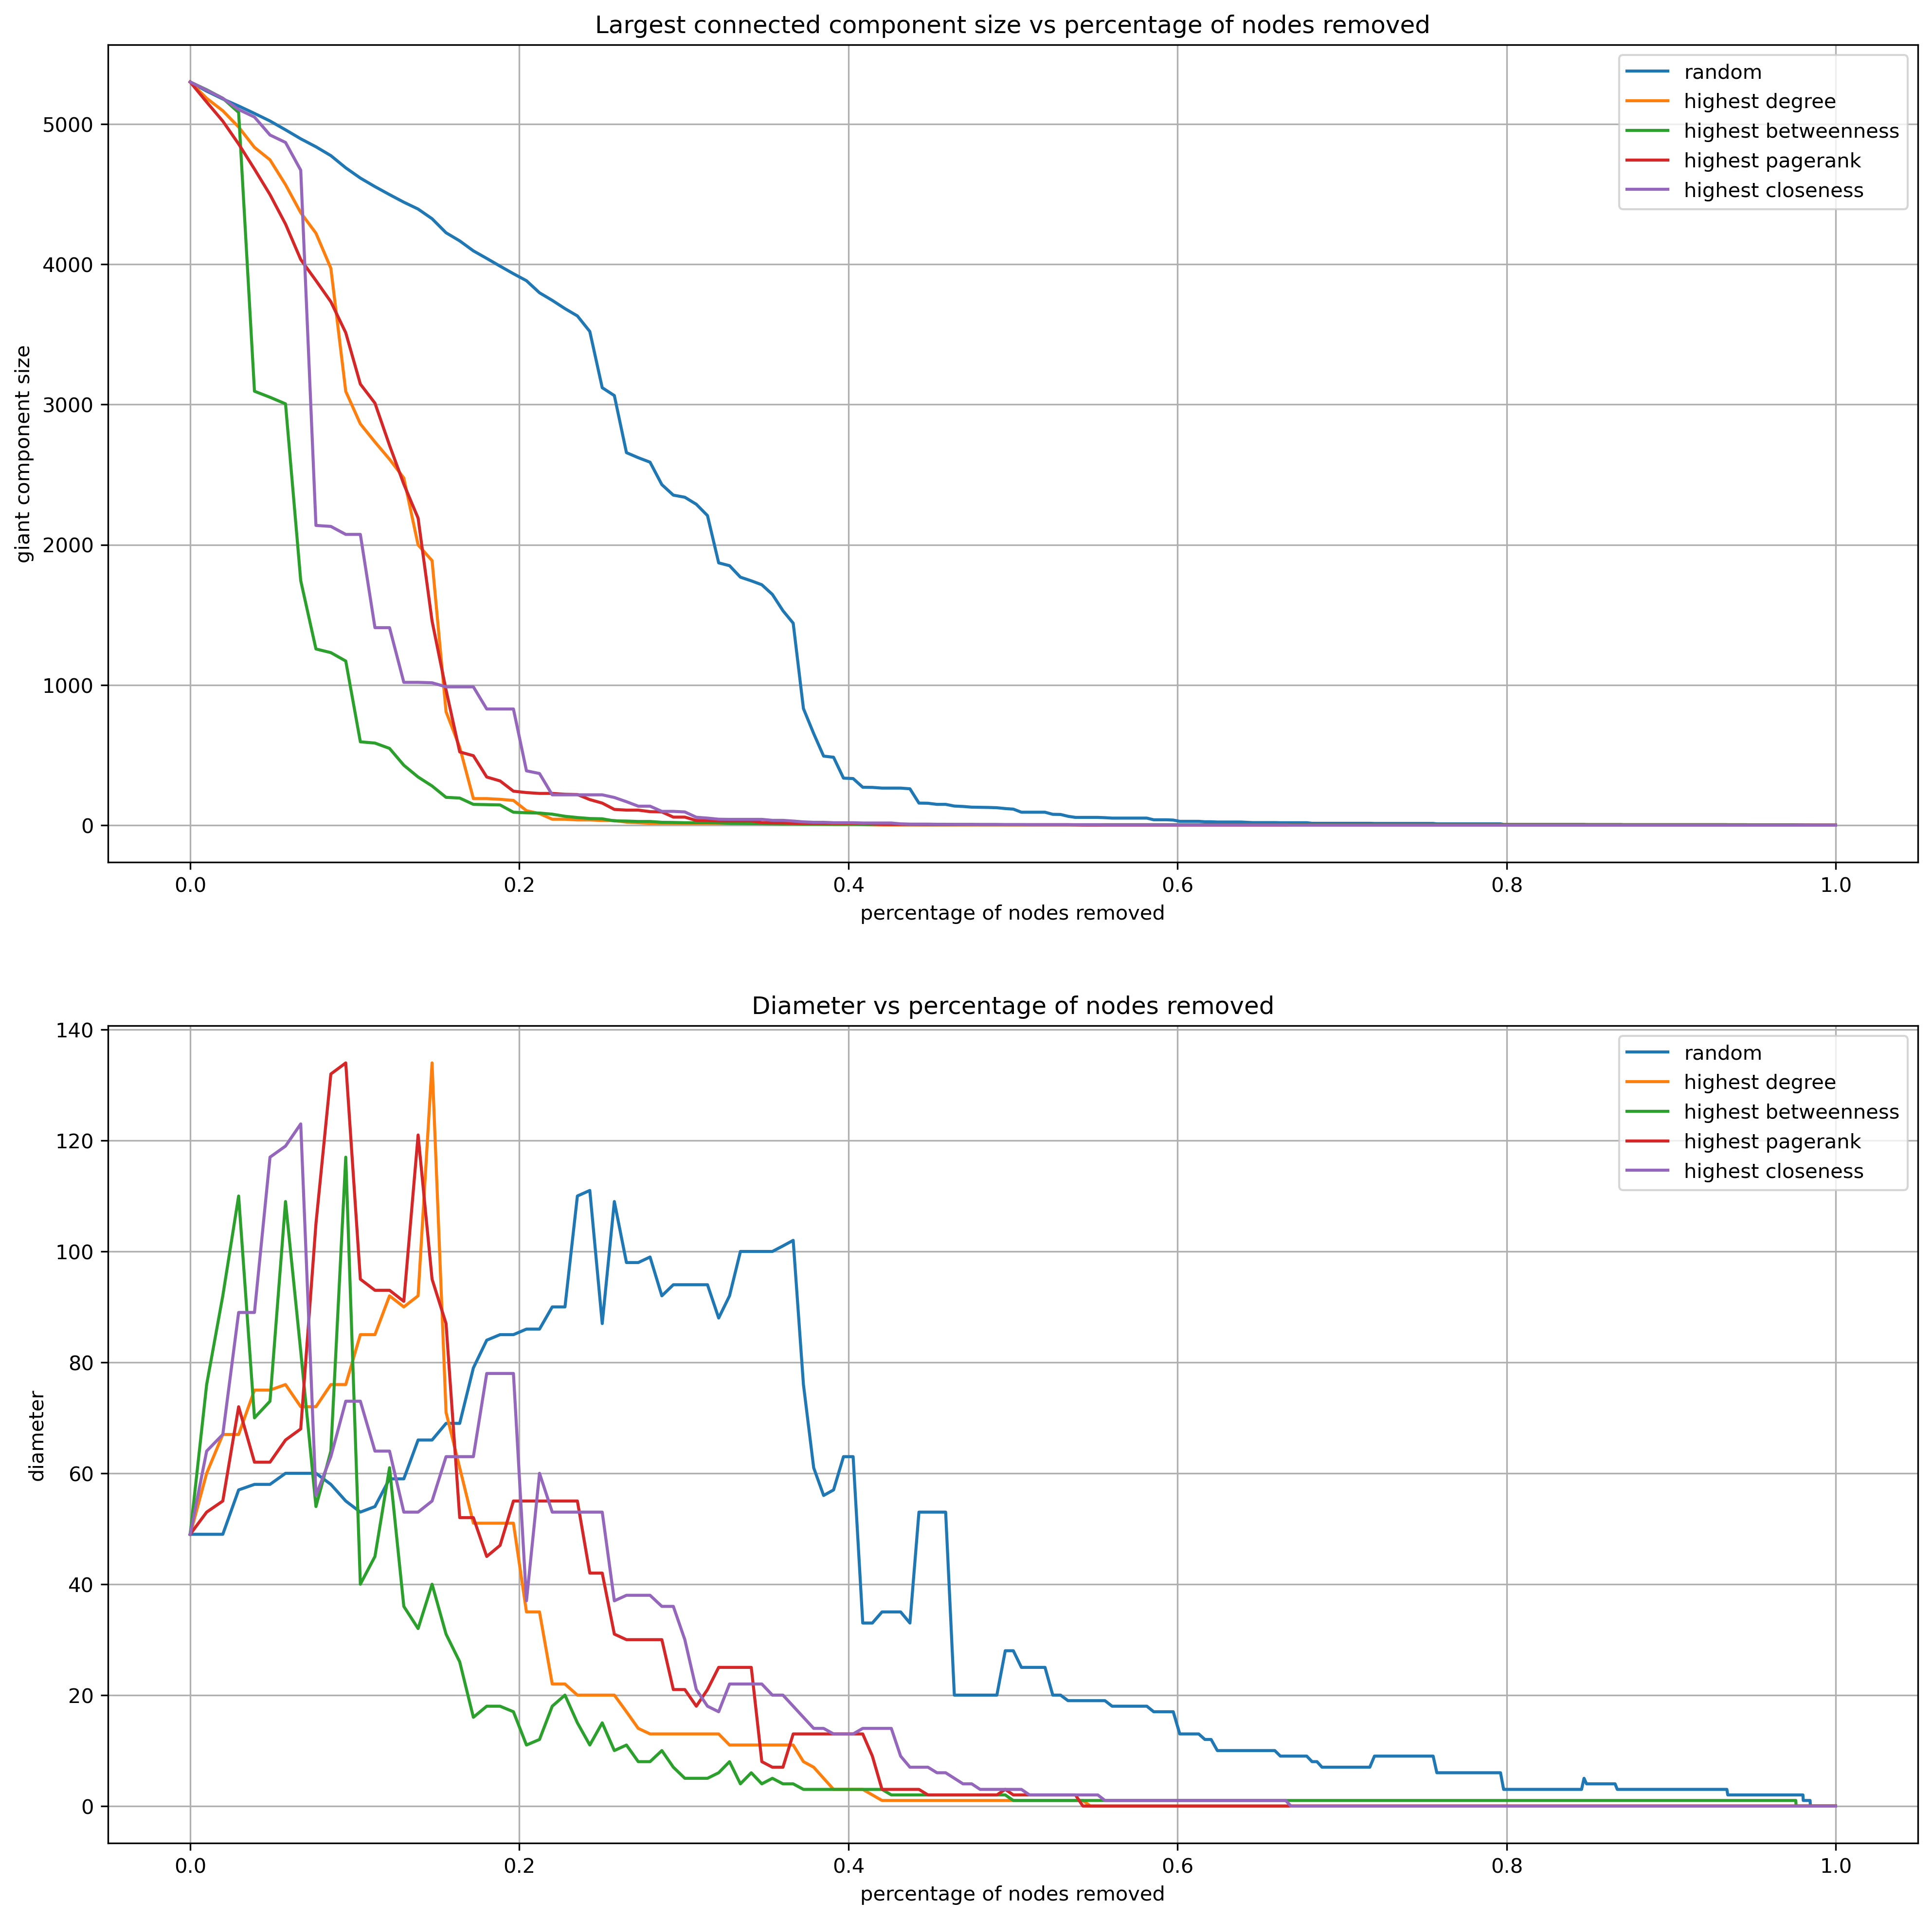 Largest connected component size vs percentage of nodes removed
giant component size
5000
4000
3000
2000
1000
0
random
highest degree
highest betweenness
highest pagerank
highest closeness
0.0 0.2 0.4 0.6 0.8 1.0
percentage of nodes removed
Diameter vs percentage of nodes removed
diameter
140
120
100
80
60
40
20
0
random
highest degree
highest betweenness
highest pagerank
highest closeness
0.0 0.2 0.4 0.6 0.8 1.0
percentage of nodes removed